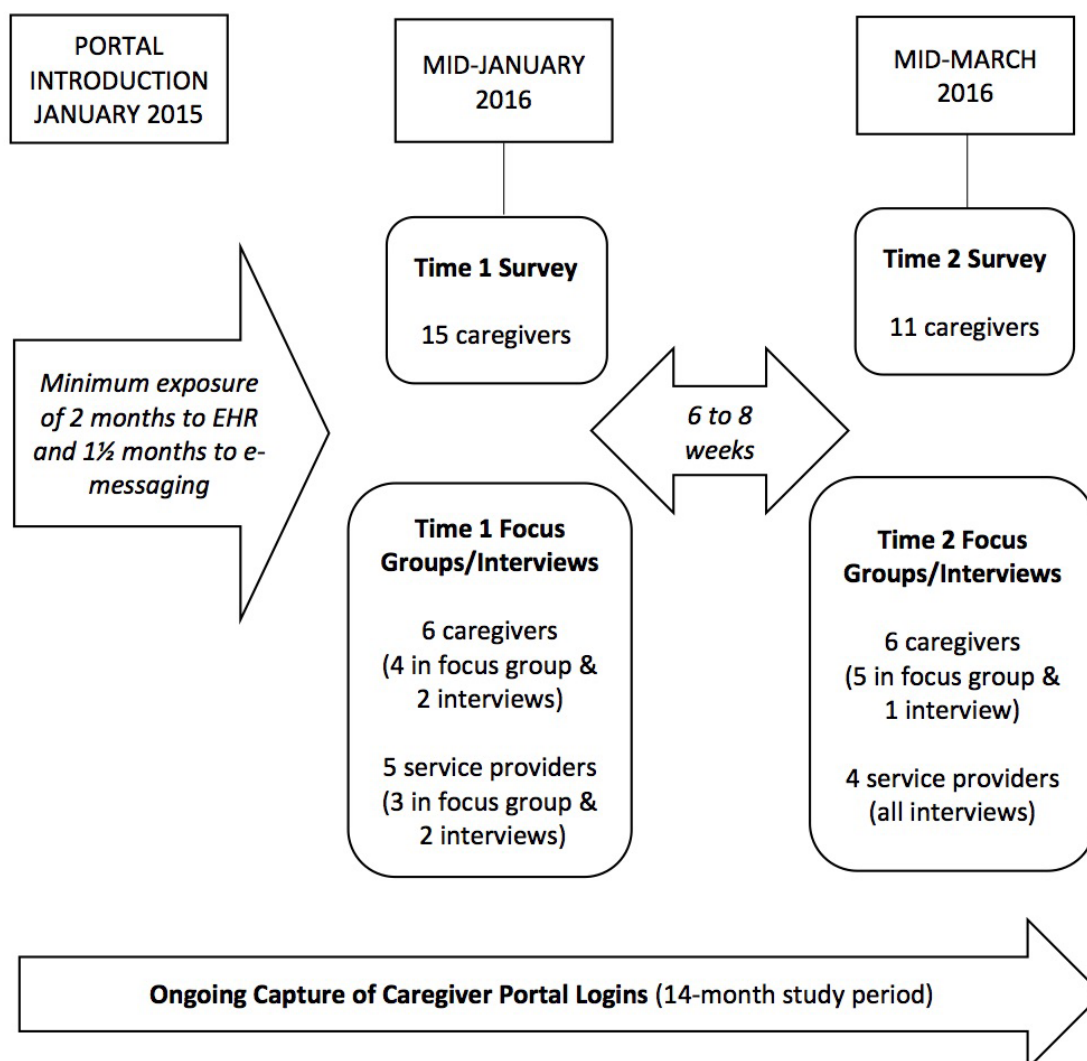 PORTAL
INTRODUCTION
JANUARY 2015
MID-JANUARY
2016
MID-MARCH
2016
Time 1 Survey
15 caregivers
Time 2 Survey
11 caregivers
Minimum exposure
of 2 months to EHR
and 1½ months to e-
messaging
6 to 8
weeks
Time 1 Focus
Groups/Interviews
6 caregivers
(4 in focus group &
2 interviews)
5 service providers
(3 in focus group &
2 interviews)
Time 2 Focus
Groups/Interviews
6 caregivers
(5 in focus group &
1 interview)
4 service providers
(all interviews)
Ongoing Capture of Caregiver Portal Logins (14-month study period)